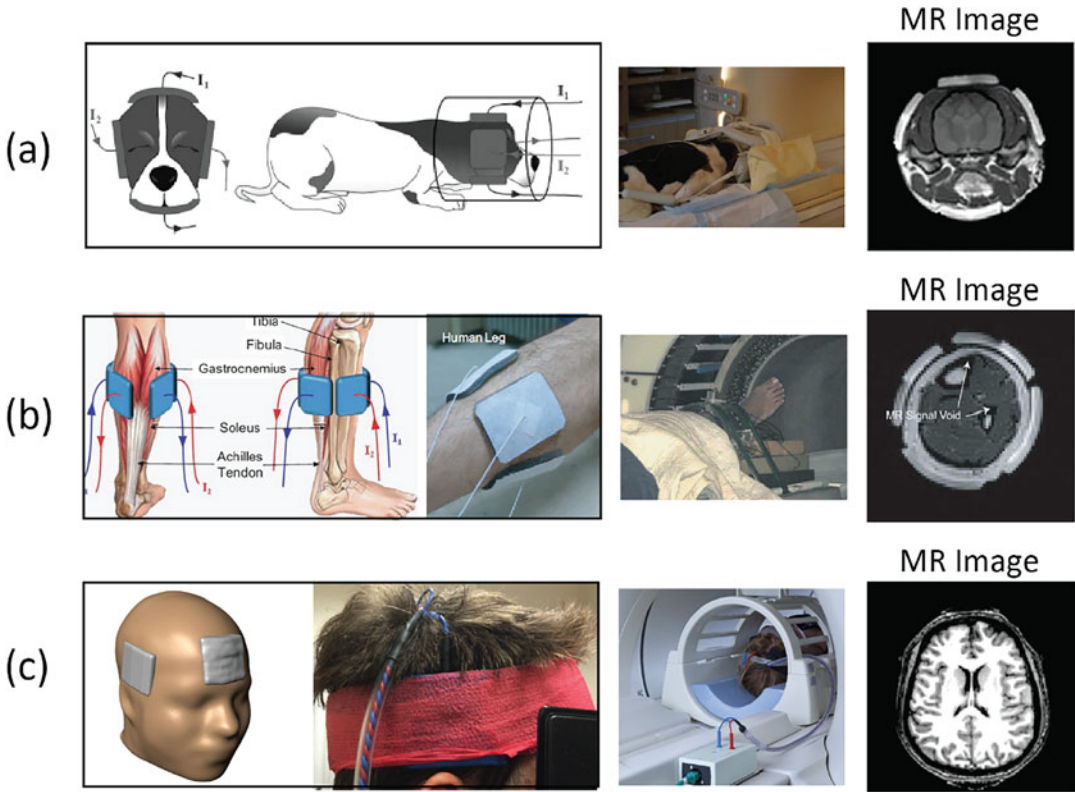 MR Image
(a)
I₁
I₂
I₁
I₂
MR Image
(b)
Tibia
Fibula
Gastrocnemius
Soleus
Achilles
Tendon
I₂
I₂
I₁
Human Leg
MR Signal Void
MR Image
(c)